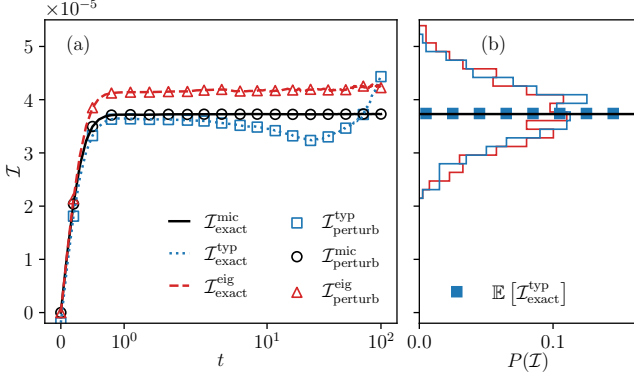 ×10⁻⁵
(a)
(b)
5
4
3
2
1
0
ℐ
ℐ^mic_exact
ℐ^typ_exact
ℐ^eig_exact
ℐ^typ_perturb
ℐ^mic_perturb
ℐ^eig_perturb
𝔼 [ℐ^typ_exact]
0 10⁰ 10¹ 10²
t
0.0 0.1
P(ℐ)